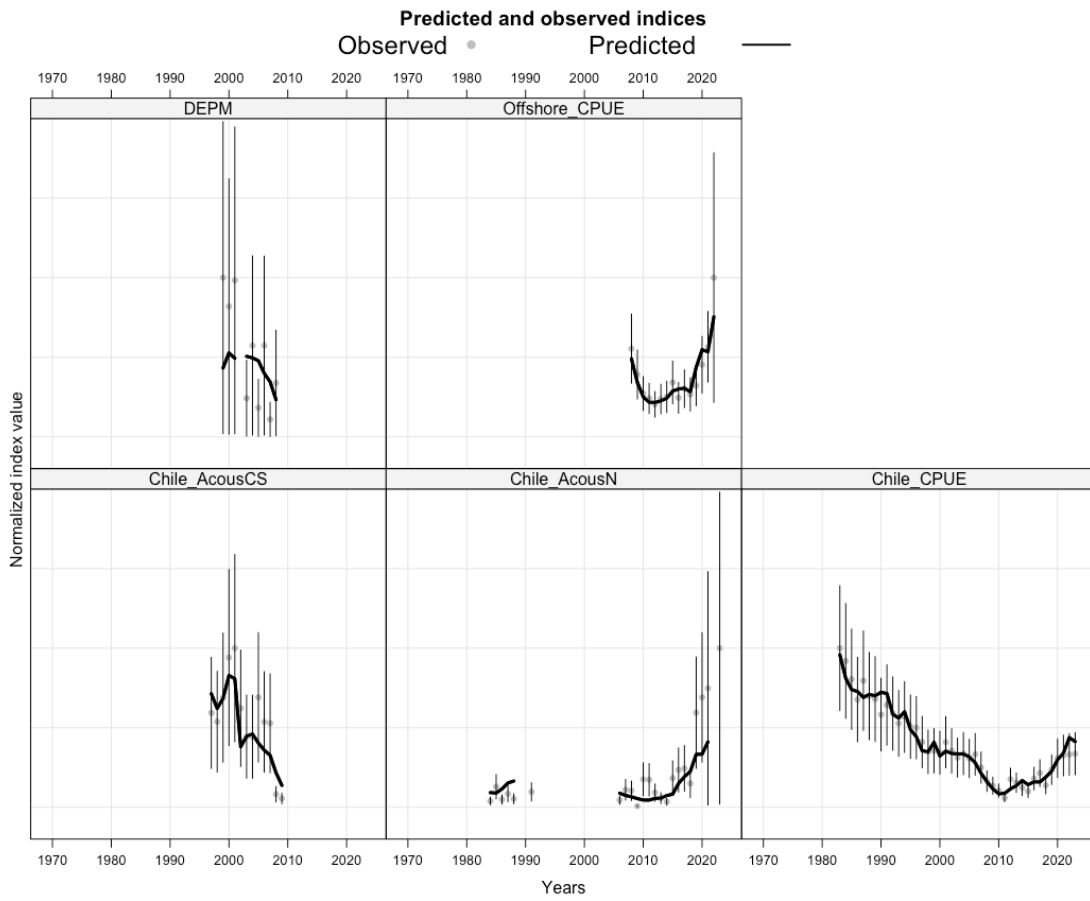 Predicted and observed indices
Observed Predicted
1970 1980 1990 2000 2010 2020 1970 1980 1990 2000 2010 2020
DEPM Offshore_CPUE
Normalized index value
Chile_AcousCS Chile_AcousN Chile_CPUE
1970 1980 1990 2000 2010 2020 1970 1980 1990 2000 2010 2020 1970 1980 1990 2000 2010 2020
Years